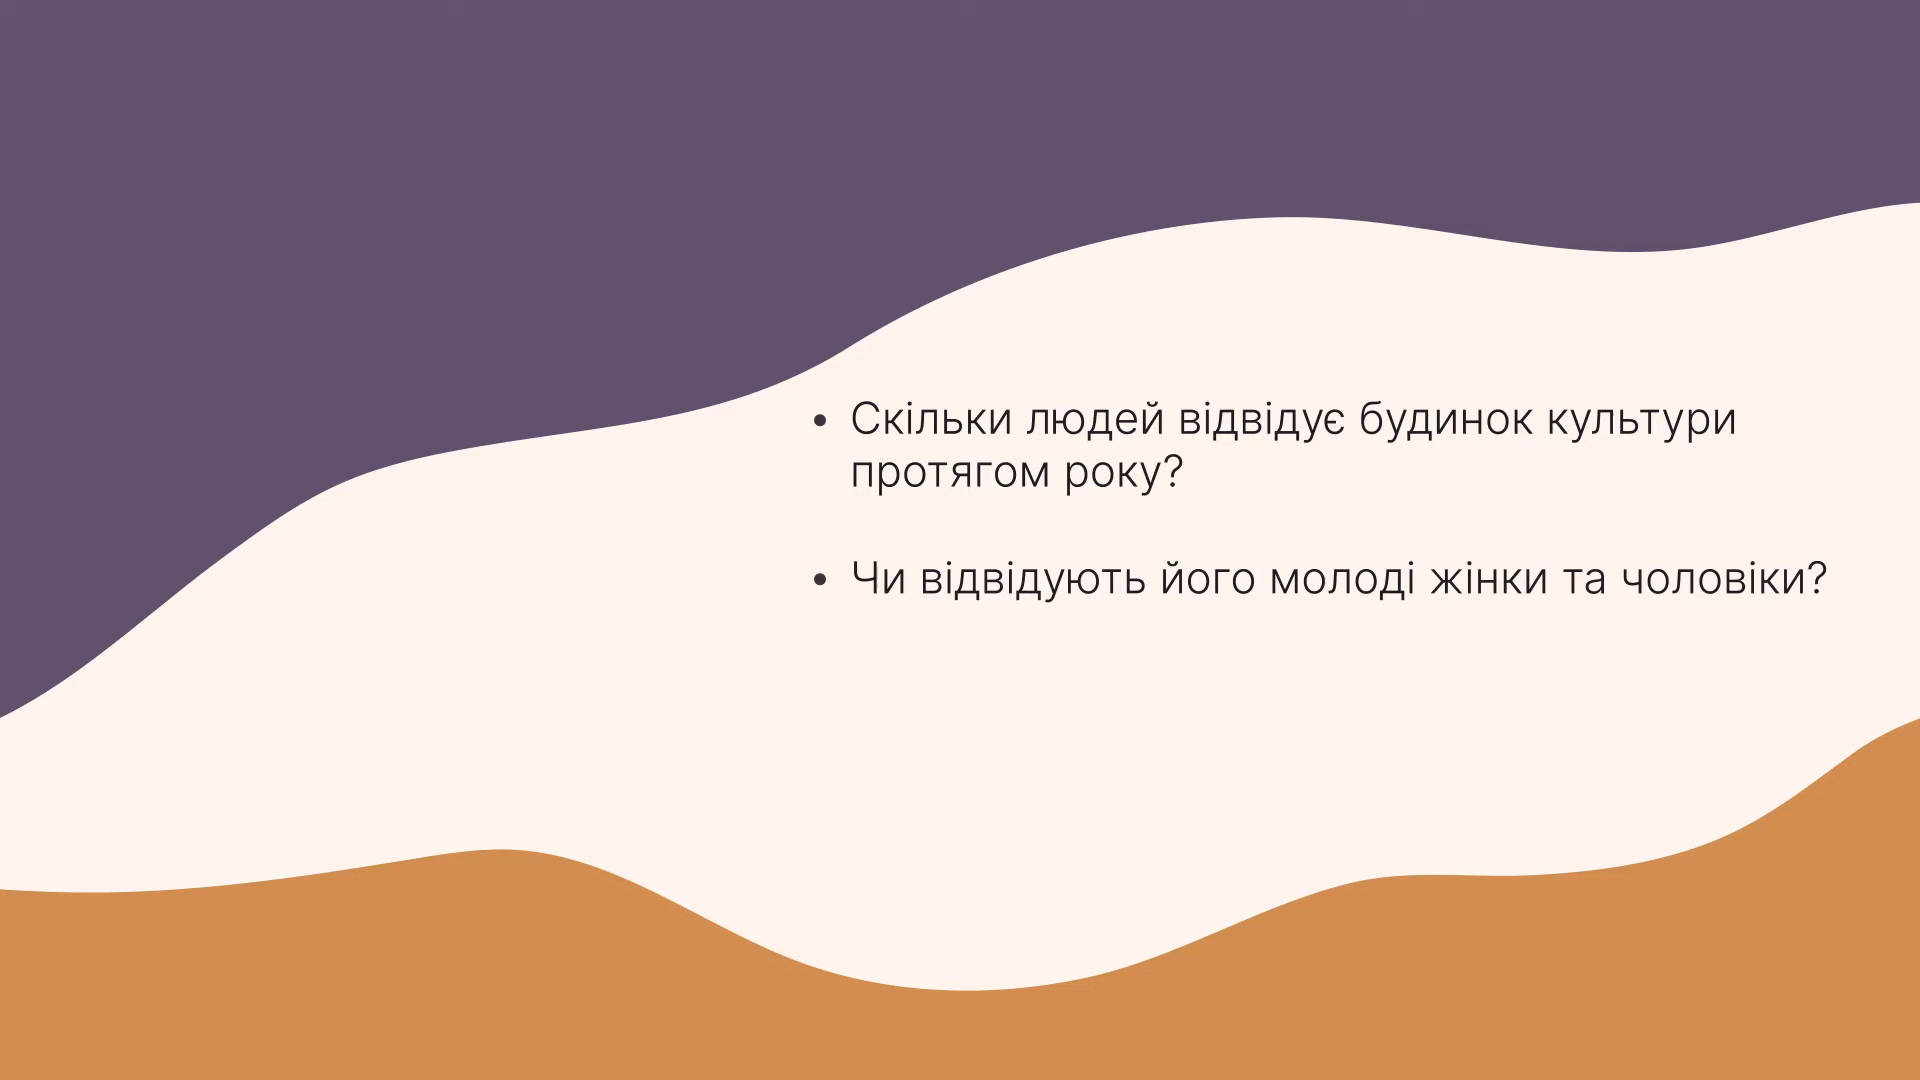 • Скільки людей відвідує будинок культури
протягом року?
• Чи відвідують його молоді жінки та чоловіки?